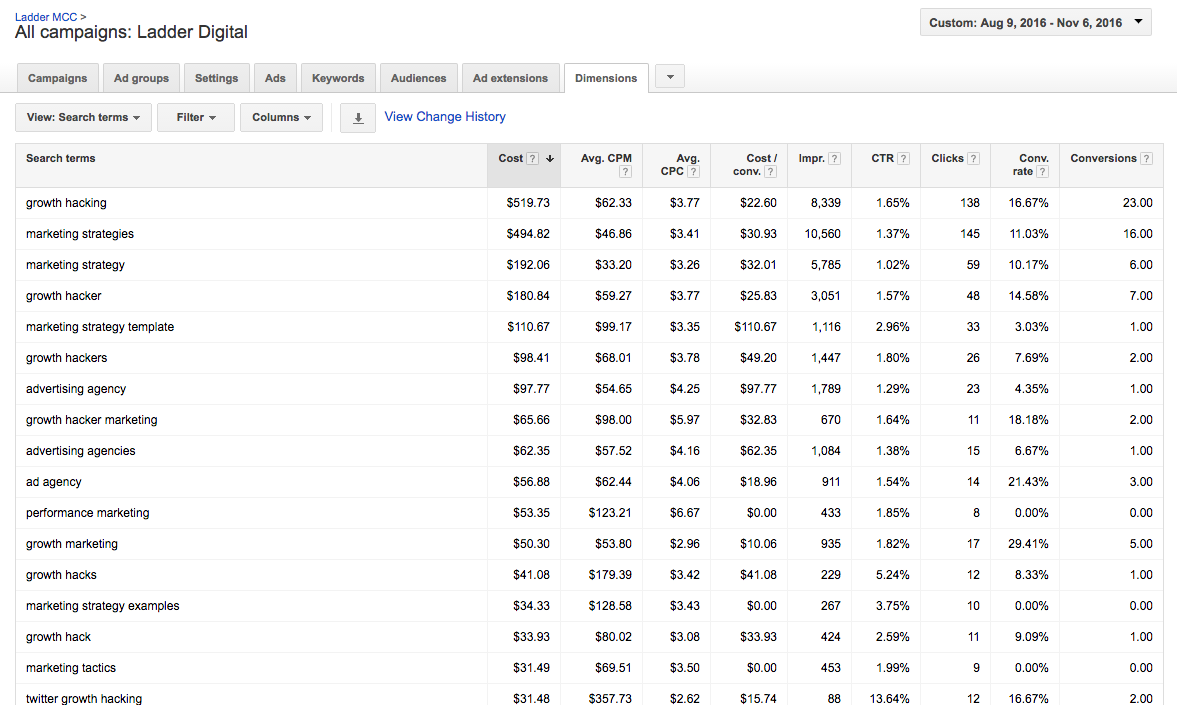 Ladder MCC >
All campaigns: Ladder Digital
Custom: Aug 9, 2016 - Nov 6, 2016
Campaigns Ad groups Settings Ads Keywords Audiences Ad extensions Dimensions
View: Search terms Filter Columns View Change History
Search terms Cost ? Avg. CPM ? Avg. CPC ? Cost / conv. ? Impr. ? CTR ? Clicks ? Conv. rate ? Conversions ?
growth hacking $519.73 $62.33 $3.77 $22.60 8,339 1.65% 138 16.67% 23.00
marketing strategies $494.82 $46.86 $3.41 $30.93 10,560 1.37% 145 11.03% 16.00
marketing strategy $192.06 $33.20 $3.26 $32.01 5,785 1.02% 59 10.17% 6.00
growth hacker $180.84 $59.27 $3.77 $25.83 3,051 1.57% 48 14.58% 7.00
marketing strategy template $110.67 $99.17 $3.35 $110.67 1,116 2.96% 33 3.03% 1.00
growth hackers $98.41 $68.01 $3.78 $49.20 1,447 1.80% 26 7.69% 2.00
advertising agency $97.77 $54.65 $4.25 $97.77 1,789 1.29% 23 4.35% 1.00
growth hacker marketing $65.66 $98.00 $5.97 $32.83 670 1.64% 11 18.18% 2.00
advertising agencies $62.35 $57.52 $4.16 $62.35 1,084 1.38% 15 6.67% 1.00
ad agency $56.88 $62.44 $4.06 $18.96 911 1.54% 14 21.43% 3.00
performance marketing $53.35 $123.21 $6.67 $0.00 433 1.85% 8 0.00% 0.00
growth marketing $50.30 $53.80 $2.96 $10.06 935 1.82% 17 29.41% 5.00
growth hacks $41.08 $179.39 $3.42 $41.08 229 5.24% 12 8.33% 1.00
marketing strategy examples $34.33 $128.58 $3.43 $0.00 267 3.75% 10 0.00% 0.00
growth hack $33.93 $80.02 $3.08 $33.93 424 2.59% 11 9.09% 1.00
marketing tactics $31.49 $69.51 $3.50 $0.00 453 1.99% 9 0.00% 0.00
twitter growth hacking $31.48 $357.73 $2.62 $15.74 88 13.64% 12 16.67% 2.00